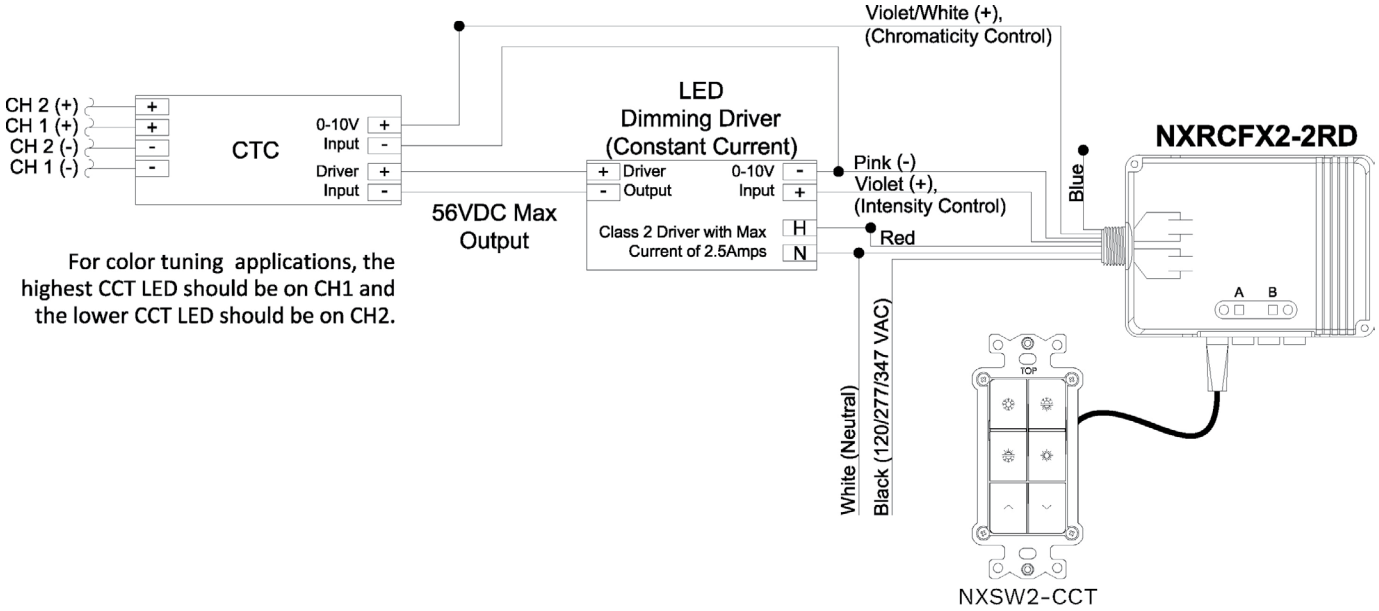 Violet/White (+),
(Chromaticity Control)
CH 2 (+)
CH 1 (+)
CH 2 (-)
CH 1 (-)
+
+
-
-
CTC
0-10V +
Input -
Driver +
Input -
LED
Dimming Driver
(Constant Current)
+ Driver
- Output
0-10V -
Input +
Class 2 Driver with Max
Current of 2.5Amps
H
N
56VDC Max
Output
Pink (-)
Violet (+),
(Intensity Control)
Red
Blue
NXRCFX2-2RD
A B
For color tuning applications, the
highest CCT LED should be on CH1 and
the lower CCT LED should be on CH2.
White (Neutral)
Black (120/277/347 VAC)
TOP
NXSW2-CCT